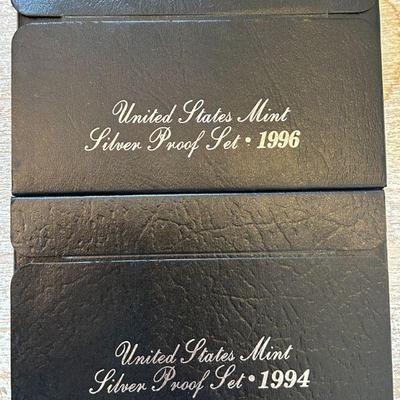 United States Mint
Silver Proof Set • 1996
United States Mint
Silver Proof Set • 1994